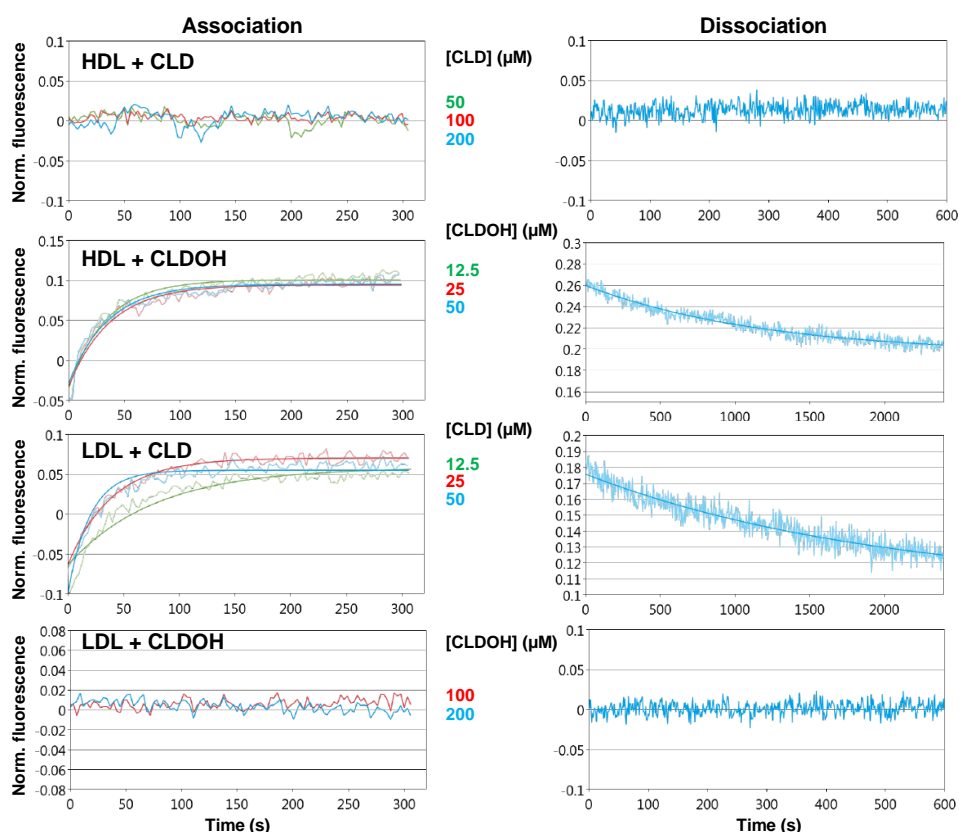 Association
Dissociation
Norm. fluorescence
0.1
0.05
0
-0.05
-0.1
HDL + CLD
0 50 100 150 200 250 300
[CLD] (µM)
50
100
200
0.1
0.05
0
-0.05
-0.1
0 100 200 300 400 500 600
Norm. fluorescence
0.15
0.1
0.05
0
-0.05
HDL + CLDOH
0 50 100 150 200 250 300
[CLDOH] (µM)
12.5
25
50
0.3
0.28
0.26
0.24
0.22
0.2
0.18
0.16
0 500 1000 1500 2000
Norm. fluorescence
0.1
0.05
0
-0.05
-0.1
LDL + CLD
0 50 100 150 200 250 300
[CLD] (µM)
12.5
25
50
0.2
0.19
0.18
0.17
0.16
0.15
0.14
0.13
0.12
0.11
0.1
0 500 1000 1500 2000
Norm. fluorescence
0.08
0.06
0.04
0.02
0
-0.02
-0.04
-0.06
-0.08
LDL + CLDOH
0 50 100 150 200 250 300
Time (s)
[CLDOH] (µM)
100
200
0.1
0.05
0
-0.05
-0.1
0 100 200 300 400 500 600
Time (s)